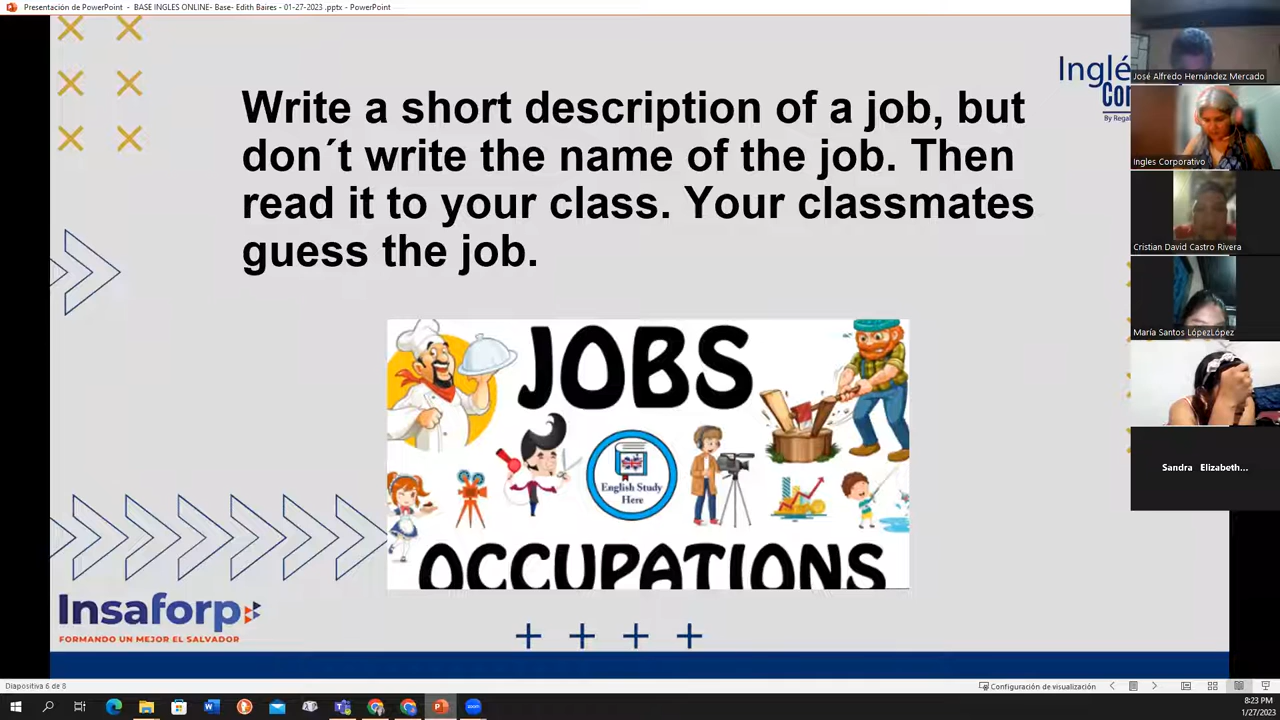 Presentación de PowerPoint - BASE INGLES ONLINE- Base- Edith Baires - 01-27-2023 .pptx - PowerPoint
Write a short description of a job, but
don´t write the name of the job. Then
read it to your class. Your classmates
guess the job.
Inglé
Cor
By Regal
JOBS
English Study
Here
OCCUPATIONS
Insaforp
FORMANDO UN MEJOR EL SALVADOR
José Alfredo Hernández Mercado
Ingles Corporativo
Cristian David Castro Rivera
María Santos LópezLópez
Sandra Elizabeth...
Diapositiva 6 de 8
Configuración de visualización
8:23 PM
1/27/2023